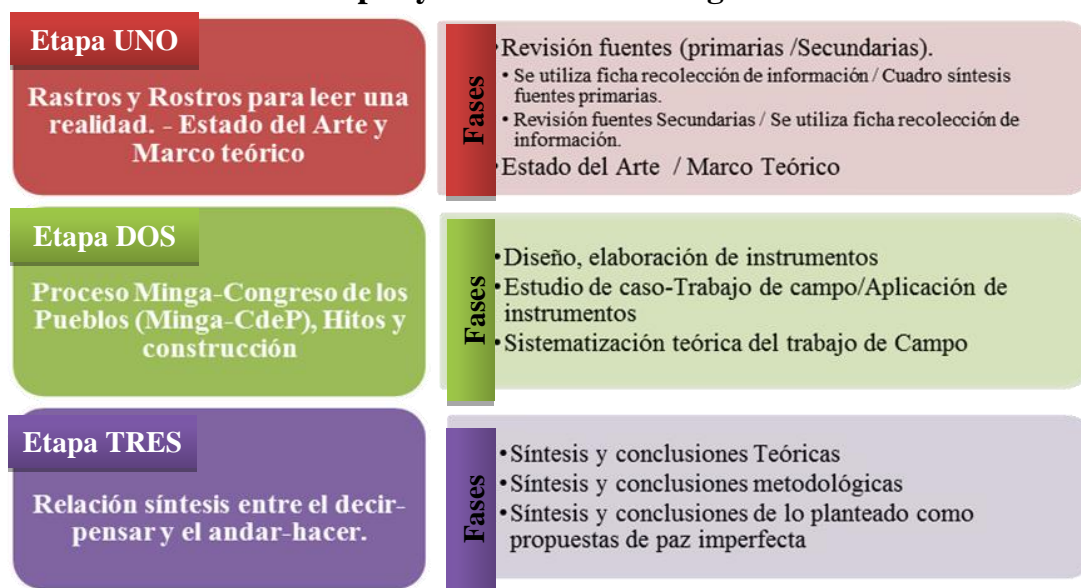 Etapa UNO
Rastros y Rostros para leer una
realidad. - Estado del Arte y
Marco teórico
Fases
•Revisión fuentes (primarias /Secundarias).
• Se utiliza ficha recolección de información / Cuadro síntesis
fuentes primarias.
• Revisión fuentes Secundarias / Se utiliza ficha recolección de
información.
•Estado del Arte / Marco Teórico
Etapa DOS
Proceso Minga-Congreso de los
Pueblos (Minga-CdeP), Hitos y
construcción
Fases
•Diseño, elaboración de instrumentos
•Estudio de caso-Trabajo de campo/Aplicación de
instrumentos
•Sistematización teórica del trabajo de Campo
Etapa TRES
Relación síntesis entre el decir-
pensar y el andar-hacer.
Fases
•Síntesis y conclusiones Teóricas
•Síntesis y conclusiones metodológicas
•Síntesis y conclusiones de lo planteado como
propuestas de paz imperfecta